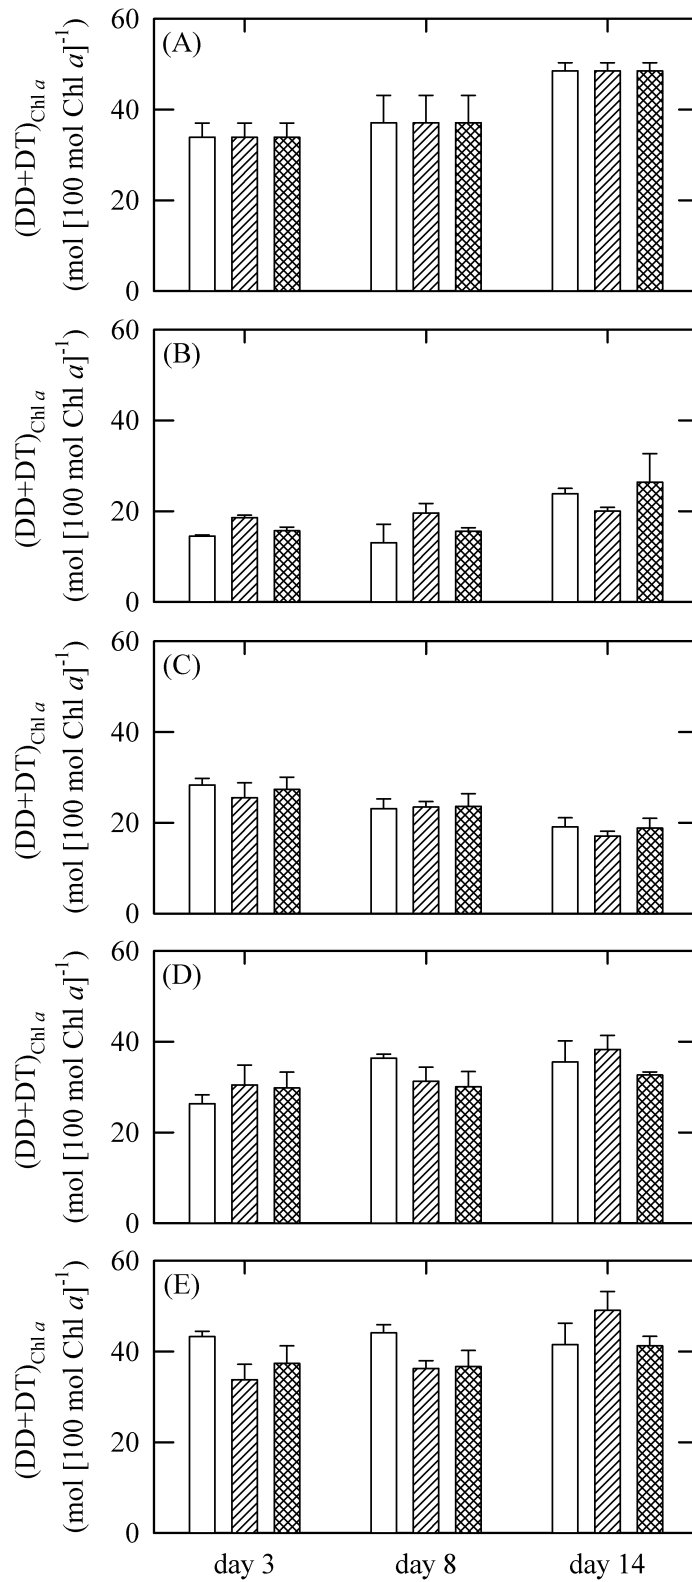 (A)
60
40
20
0
(DD+DT)Chl a
(mol [100 mol Chl a]-1)
(B)
60
40
20
0
(DD+DT)Chl a
(mol [100 mol Chl a]-1)
(C)
60
40
20
0
(DD+DT)Chl a
(mol [100 mol Chl a]-1)
(D)
60
40
20
0
(DD+DT)Chl a
(mol [100 mol Chl a]-1)
(E)
60
40
20
0
(DD+DT)Chl a
(mol [100 mol Chl a]-1)
day 3 day 8 day 14